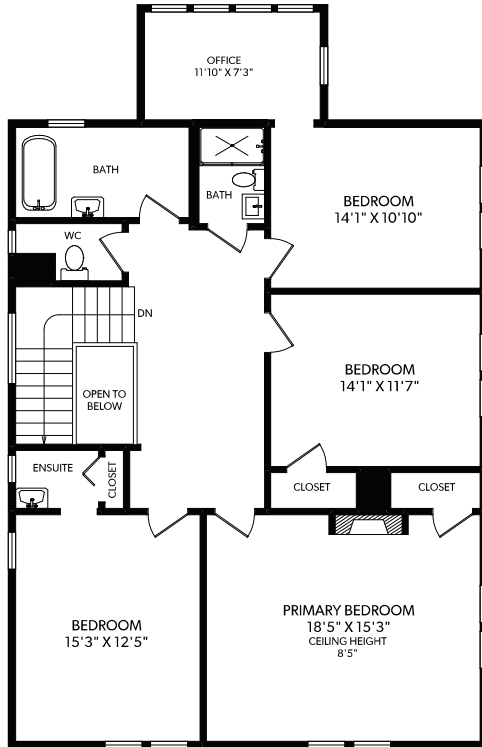 OFFICE
11'10" X 7'3"
BATH
BATH
BEDROOM
14'1" X 10'10"
WC
DN
OPEN TO
BELOW
BEDROOM
14'1" X 11'7"
ENSUITE
CLOSET
CLOSET
CLOSET
BEDROOM
15'3" X 12'5"
PRIMARY BEDROOM
18'5" X 15'3"
CEILING HEIGHT
8'5"